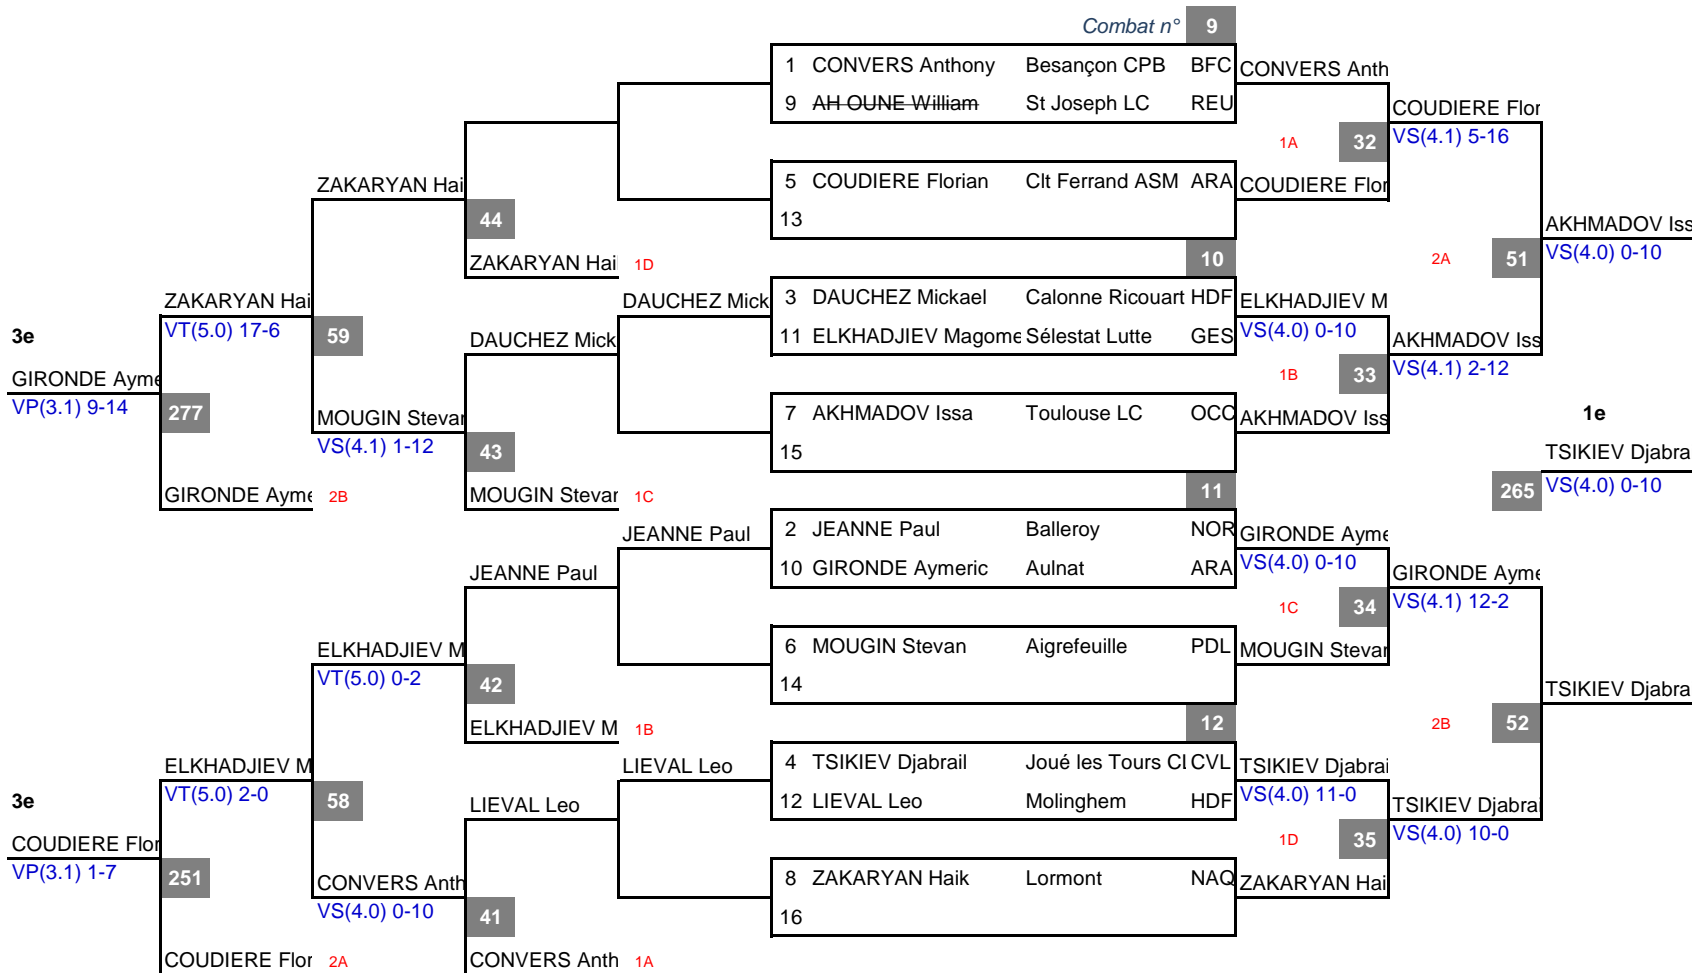 Combat n° 9
1 CONVERS Anthony Besançon CPB BFC CONVERS Anth
9 AH OUNE William St Joseph LC REU
COUDIERE Flor
1A 32 VS(4.1) 5-16
ZAKARYAN Hai 5 COUDIERE Florian Clt Ferrand ASM ARA COUDIERE Flor
44 13
AKHMADOV Iss
10
ZAKARYAN Hai 1D 2A 51 VS(4.0) 0-10
ZAKARYAN Hai DAUCHEZ Mick 3 DAUCHEZ Mickael Calonne Ricouart HDF ELKHADJIEV M
VT(5.0) 17-6 59 11 ELKHADJIEV Magome Sélestat Lutte GES VS(4.0) 0-10
3e DAUCHEZ Mick AKHMADOV Iss
1B 33 VS(4.1) 2-12
GIRONDE Ayme
VP(3.1) 9-14 277 MOUGIN Stevan 7 AKHMADOV Issa Toulouse LC OCC AKHMADOV Iss 1e
VS(4.1) 1-12 43 15 TSIKIEV Djabra
GIRONDE Ayme 2B MOUGIN Stevan 1C 11 265 VS(4.0) 0-10
JEANNE Paul 2 JEANNE Paul Balleroy NOR GIRONDE Ayme
JEANNE Paul 10 GIRONDE Aymeric Aulnat ARA VS(4.0) 0-10 GIRONDE Ayme
1C 34 VS(4.1) 12-2
ELKHADJIEV M 6 MOUGIN Stevan Aigrefeuille PDL MOUGIN Stevan
VT(5.0) 0-2 42 14 TSIKIEV Djabra
ELKHADJIEV M 1B 12 2B 52
ELKHADJIEV M LIEVAL Leo 4 TSIKIEV Djabrail Joué les Tours CL CVL TSIKIEV Djabrai
VT(5.0) 2-0 58 LIEVAL Leo 12 LIEVAL Leo Molinghem HDF VS(4.0) 11-0 TSIKIEV Djabra
3e
1D 35 VS(4.0) 10-0
COUDIERE Flor
VP(3.1) 1-7 251 CONVERS Anth 8 ZAKARYAN Haik Lormont NAQ ZAKARYAN Hai
VS(4.0) 0-10 41 16
COUDIERE Flor 2A CONVERS Anth 1A